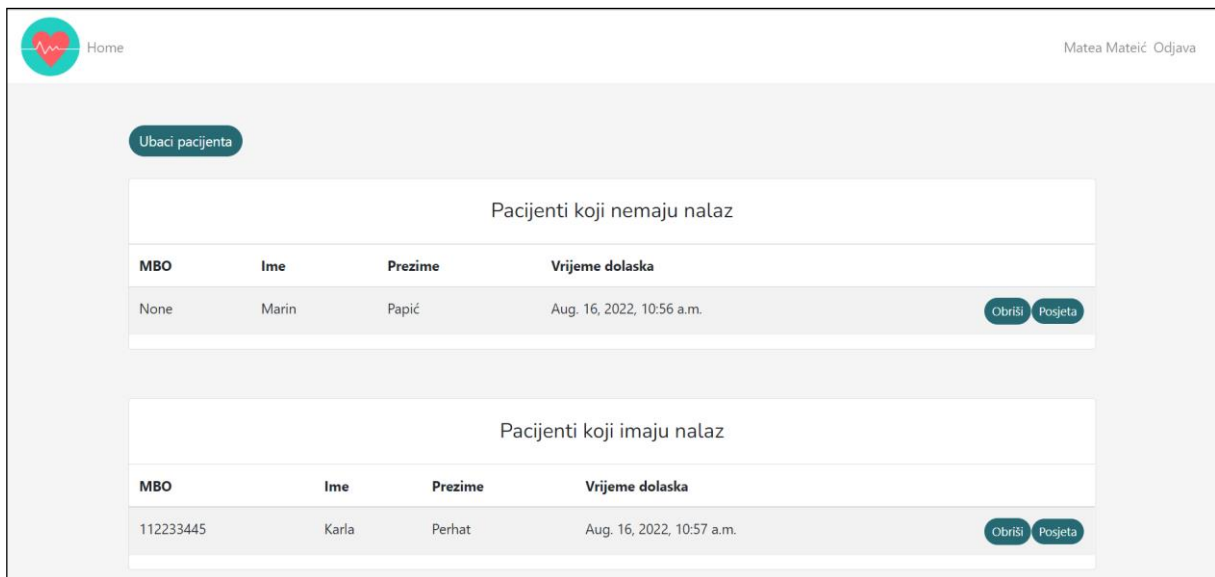 Home Matea Mateić Odjava
Ubaci pacijenta
Pacijenti koji nemaju nalaz
MBO Ime Prezime Vrijeme dolaska
None Marin Papić Aug. 16, 2022, 10:56 a.m. Obriši Posjeta
Pacijenti koji imaju nalaz
MBO Ime Prezime Vrijeme dolaska
112233445 Karla Perhat Aug. 16, 2022, 10:57 a.m. Obriši Posjeta